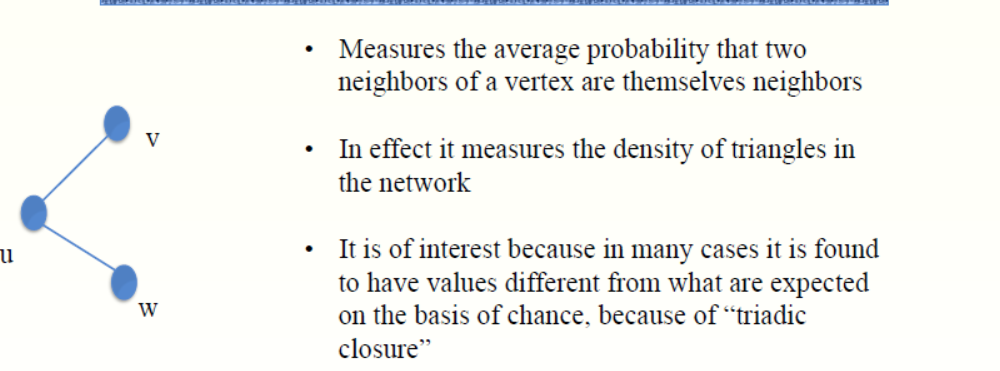 • Measures the average probability that two
neighbors of a vertex are themselves neighbors
v
• In effect it measures the density of triangles in
the network
u
• It is of interest because in many cases it is found
to have values different from what are expected
w
on the basis of chance, because of “triadic
closure”